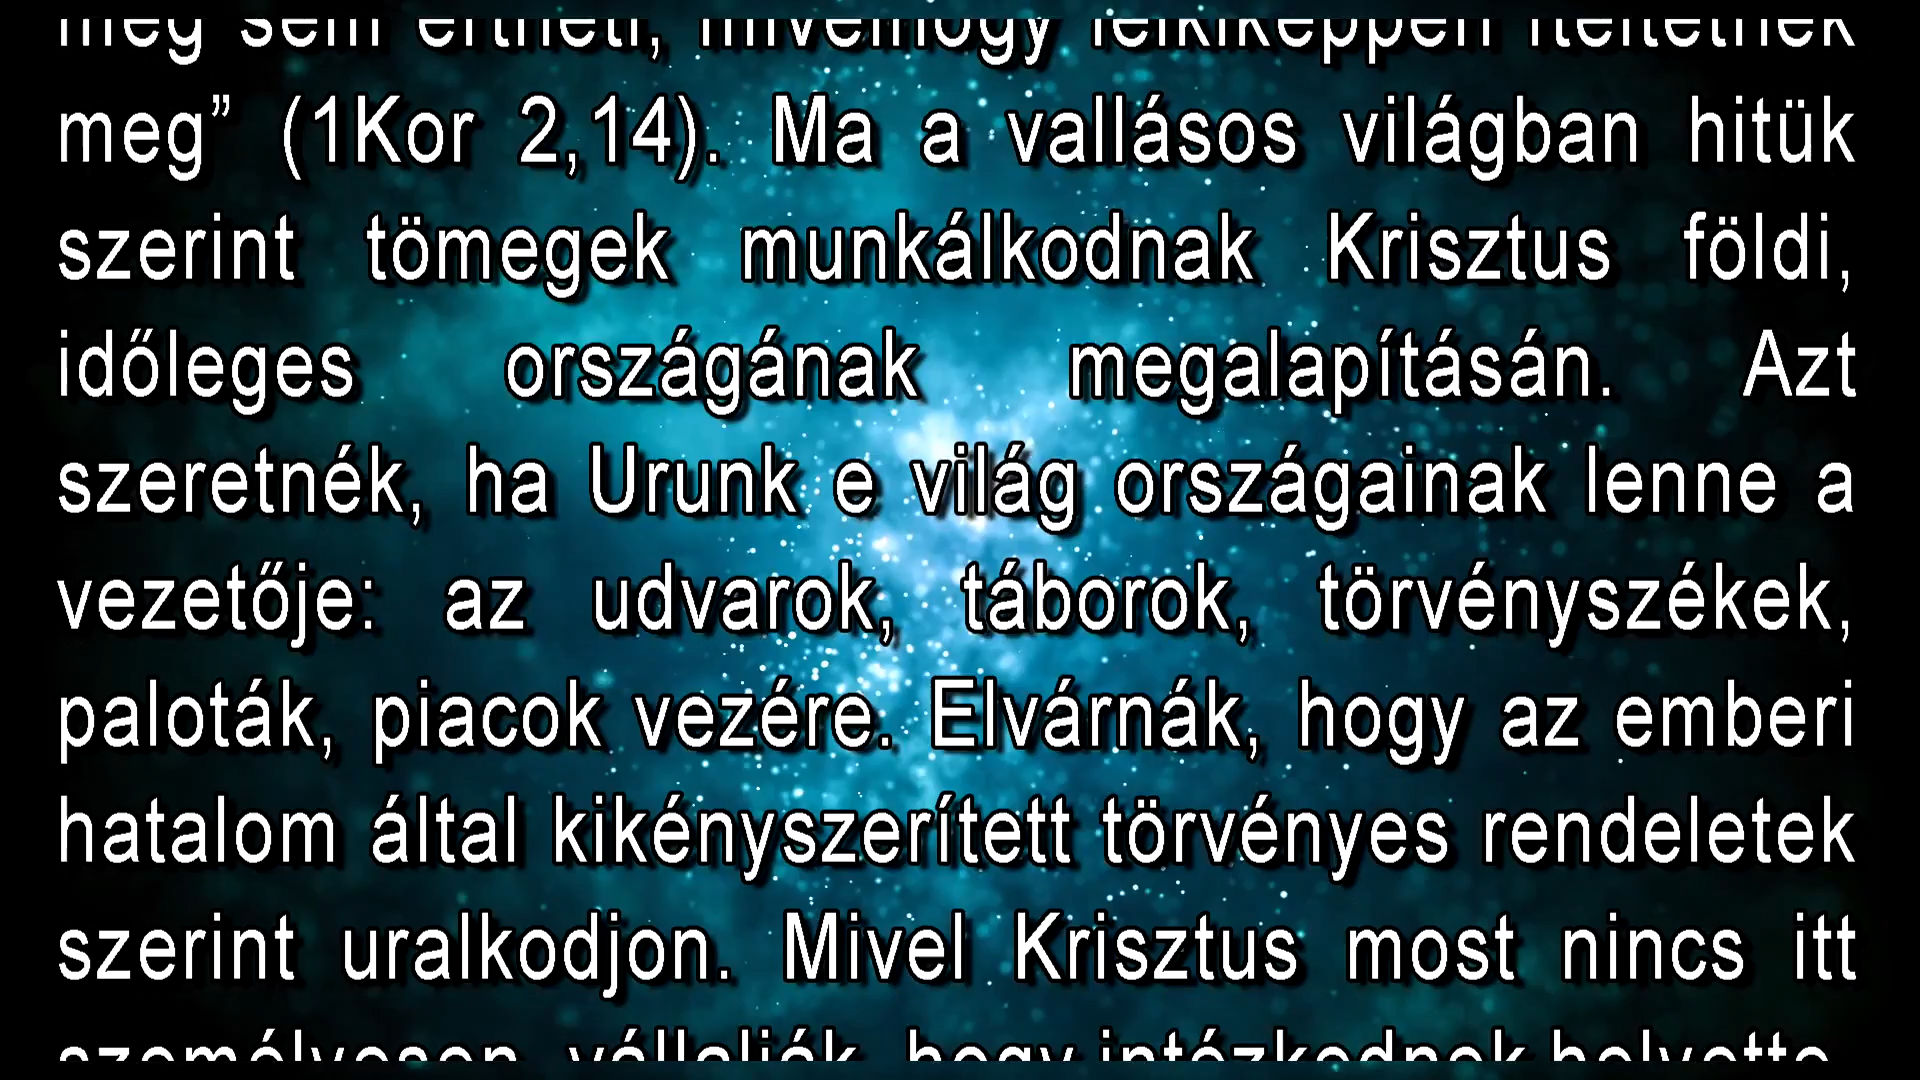 meg sem értheti, mivelhogy lelkiképpen ítéltetnek
meg” (1Kor 2,14). Ma a vallásos világban hitük
szerint tömegek munkálkodnak Krisztus földi,
időleges országának megalapításán. Azt
szeretnék, ha Urunk e világ országainak lenne a
vezetője: az udvarok, táborok, törvényszékek,
paloták, piacok vezére. Elvárnák, hogy az emberi
hatalom által kikényszerített törvényes rendeletek
szerint uralkodjon. Mivel Krisztus most nincs itt
személyesen, vállalják, hogy intézkednek helyette,